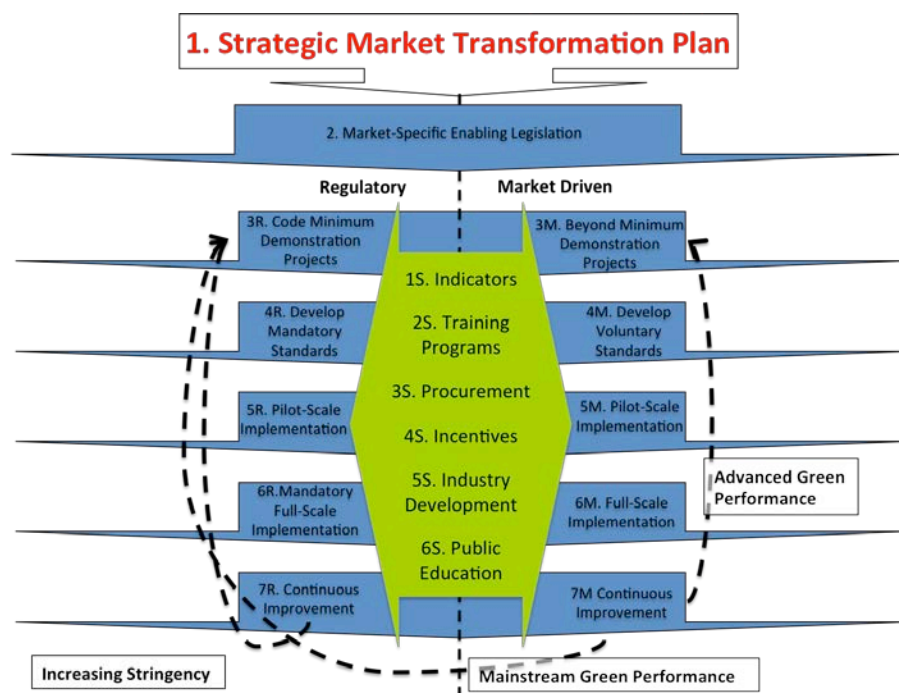 1. Strategic Market Transformation Plan
2. Market-Specific Enabling Legislation
Regulatory
Market Driven
3R. Code Minimum
Demonstration
Projects
3M. Beyond Minimum
Demonstration
Projects
1S. Indicators
2S. Training
Programs
3S. Procurement
4S. Incentives
5S. Industry
Development
6S. Public
Education
4R. Develop
Mandatory
Standards
4M. Develop
Voluntary
Standards
5R. Pilot-Scale
Implementation
5M. Pilot-Scale
Implementation
Advanced Green
Performance
6R.Mandatory
Full-Scale
Implementation
6M. Full-Scale
Implementation
7R. Continuous
Improvement
7M Continuous
Improvement
Increasing Stringency
Mainstream Green Performance